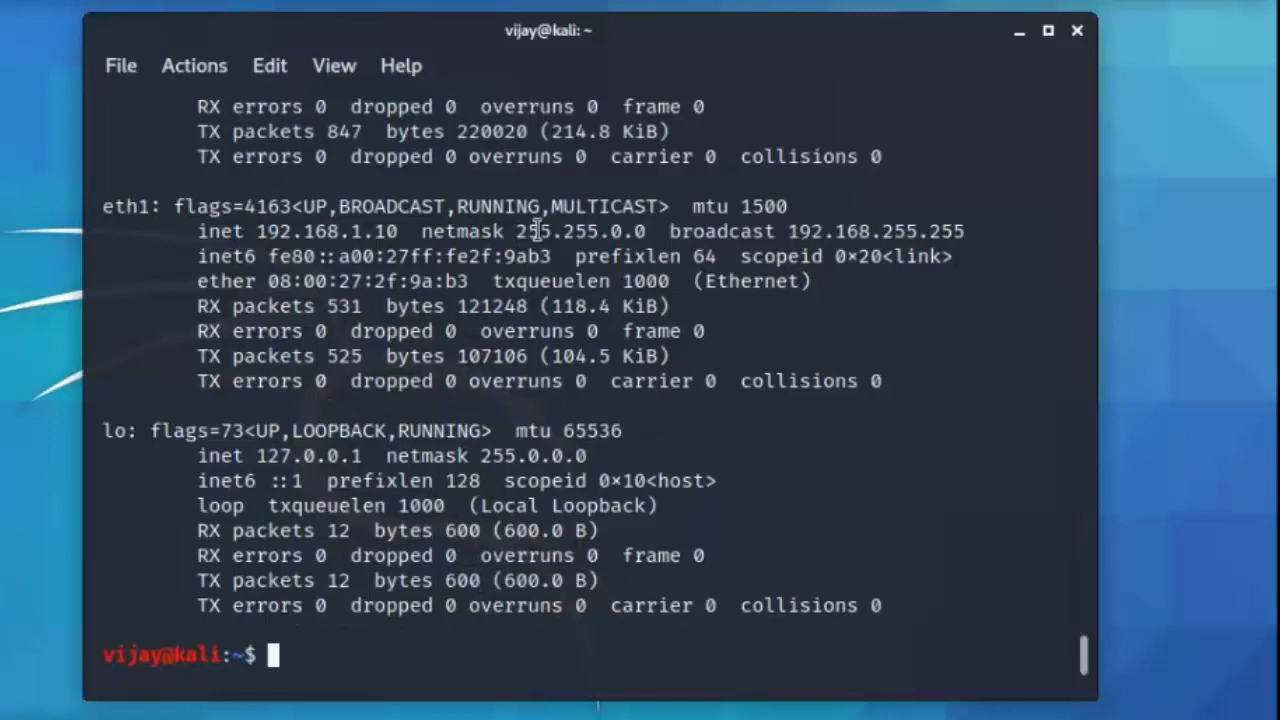 vijay@kali: ~
File Actions Edit View Help
RX errors 0 dropped 0 overruns 0 frame 0
TX packets 847 bytes 220020 (214.8 KiB)
TX errors 0 dropped 0 overruns 0 carrier 0 collisions 0
eth1: flags=4163<UP,BROADCAST,RUNNING,MULTICAST> mtu 1500
inet 192.168.1.10 netmask 255.255.0.0 broadcast 192.168.255.255
inet6 fe80::a00:27ff:fe2f:9ab3 prefixlen 64 scopeid 0×20<link>
ether 08:00:27:2f:9a:b3 txqueuelen 1000 (Ethernet)
RX packets 531 bytes 121248 (118.4 KiB)
RX errors 0 dropped 0 overruns 0 frame 0
TX packets 525 bytes 107106 (104.5 KiB)
TX errors 0 dropped 0 overruns 0 carrier 0 collisions 0
lo: flags=73<UP,LOOPBACK,RUNNING> mtu 65536
inet 127.0.0.1 netmask 255.0.0.0
inet6 ::1 prefixlen 128 scopeid 0×10<host>
loop txqueuelen 1000 (Local Loopback)
RX packets 12 bytes 600 (600.0 B)
RX errors 0 dropped 0 overruns 0 frame 0
TX packets 12 bytes 600 (600.0 B)
TX errors 0 dropped 0 overruns 0 carrier 0 collisions 0
vijay@kali:~$